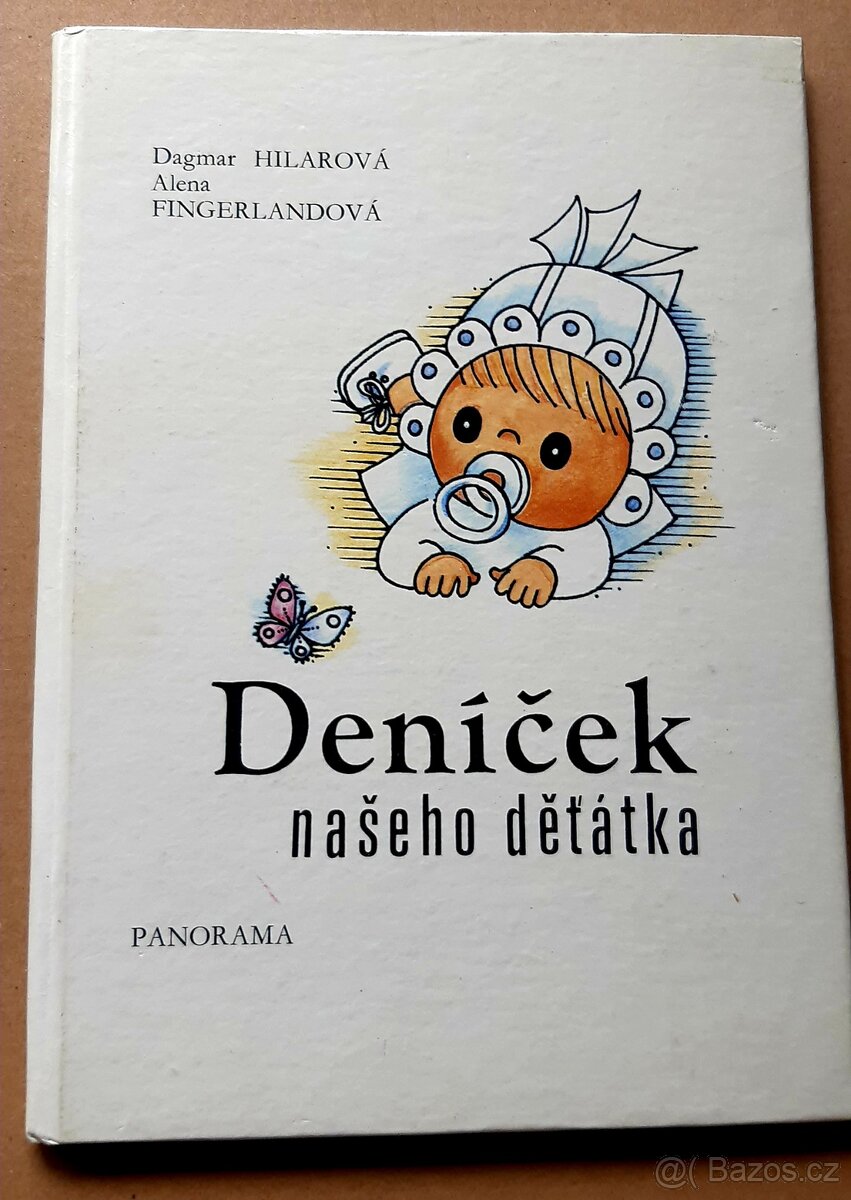 Dagmar HILAROVÁ
Alena
FINGERLANDOVÁ
Deníček
našeho děťátka
PANORAMA
@( Bazos.cz